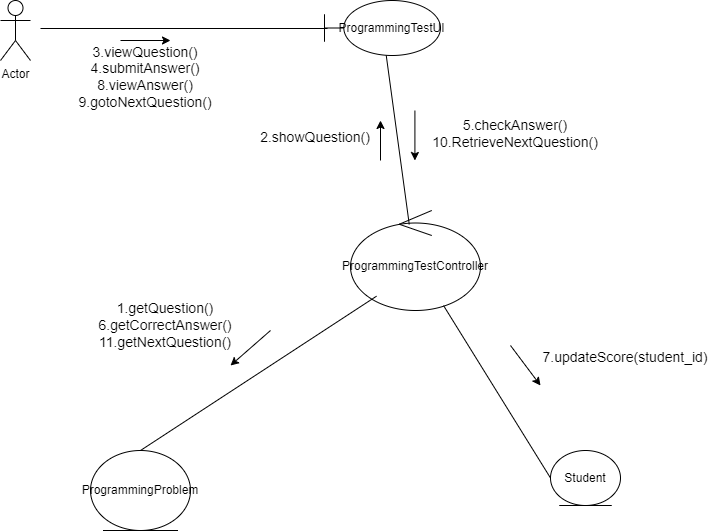 ProgrammingTestUI
3.viewQuestion()
4.submitAnswer()
8.viewAnswer()
9.gotoNextQuestion()
Actor
2.showQuestion()
5.checkAnswer()
10.RetrieveNextQuestion()
ProgrammingTestController
1.getQuestion()
6.getCorrectAnswer()
11.getNextQuestion()
7.updateScore(student_id)
ProgrammingProblem
Student